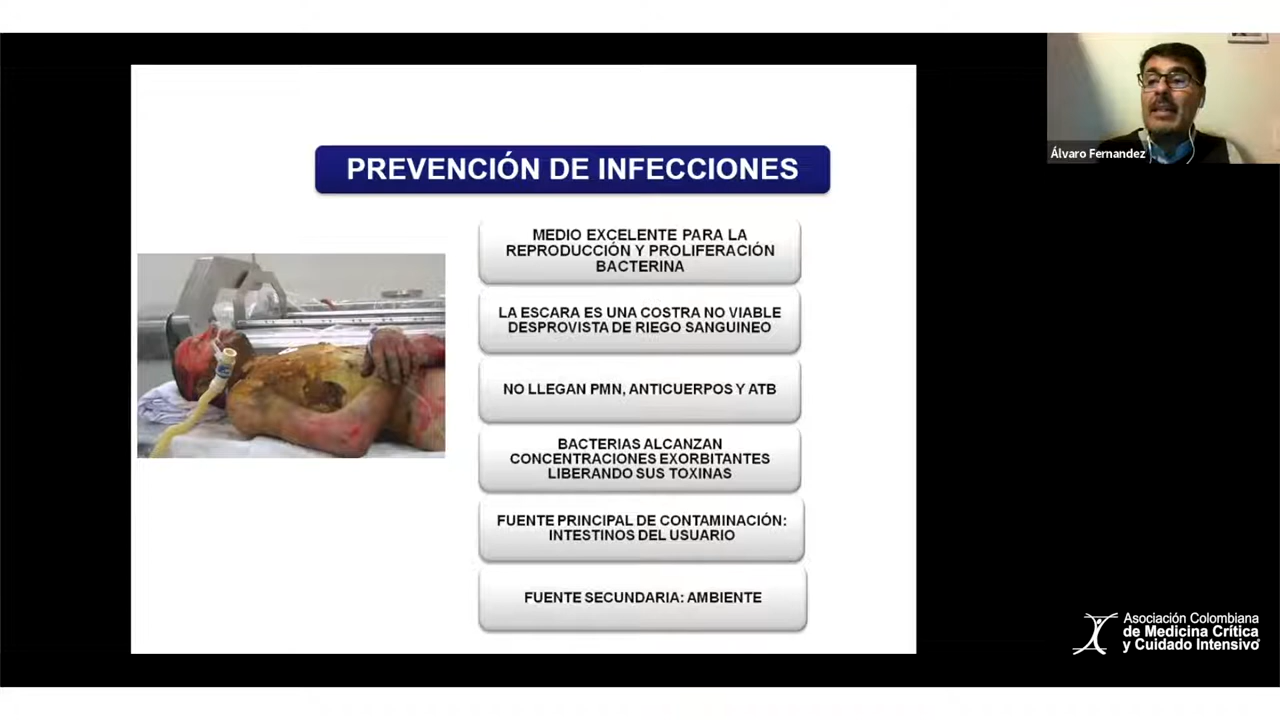 Álvaro Fernandez
PREVENCIÓN DE INFECCIONES
MEDIO EXCELENTE PARA LA
REPRODUCCIÓN Y PROLIFERACIÓN
BACTERINA
LA ESCARA ES UNA COSTRA NO VIABLE
DESPROVISTA DE RIEGO SANGUINEO
NO LLEGAN PMN, ANTICUERPOS Y ATB
BACTERIAS ALCANZAN
CONCENTRACIONES EXORBITANTES
LIBERANDO SUS TOXINAS
FUENTE PRINCIPAL DE CONTAMINACIÓN:
INTESTINOS DEL USUARIO
FUENTE SECUNDARIA: AMBIENTE
Asociación Colombiana
de Medicina Crítica
y Cuidado Intensivo